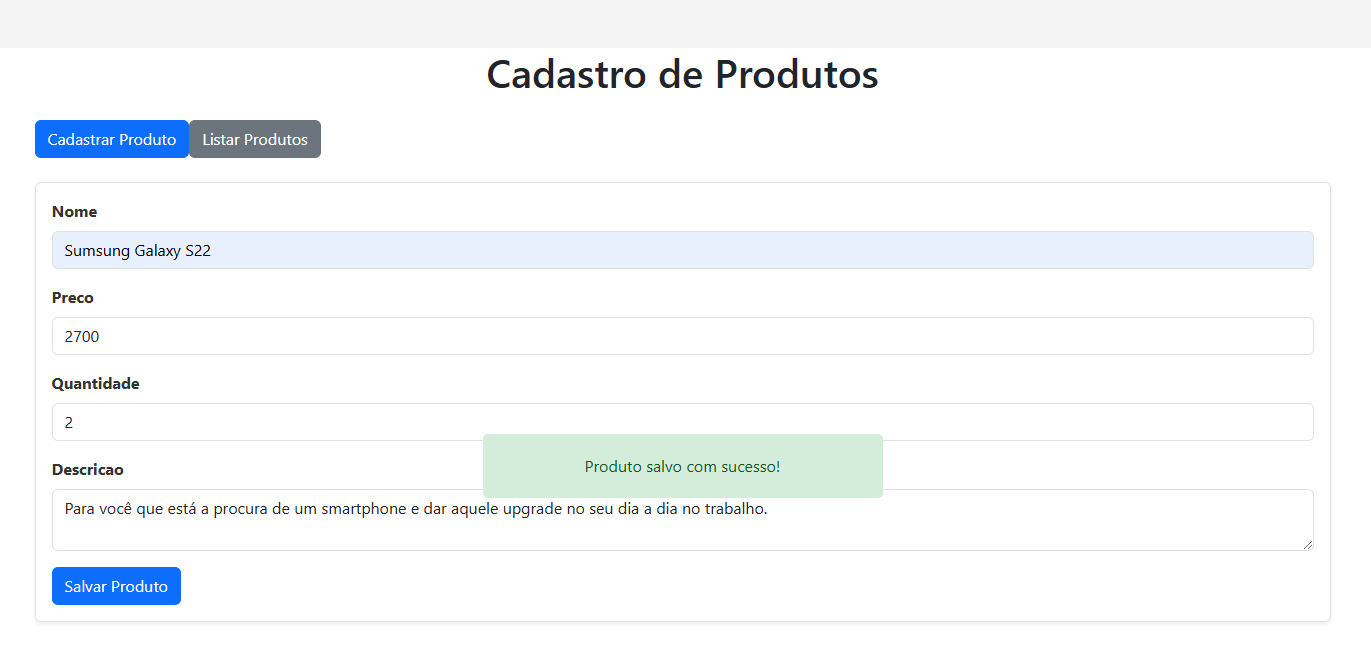 Cadastro de Produtos
Cadastrar Produto Listar Produtos
Nome
Sumsung Galaxy S22
Preco
2700
Quantidade
2
Produto salvo com sucesso!
Descricao
Para você que está a procura de um smartphone e dar aquele upgrade no seu dia a dia no trabalho.
Salvar Produto